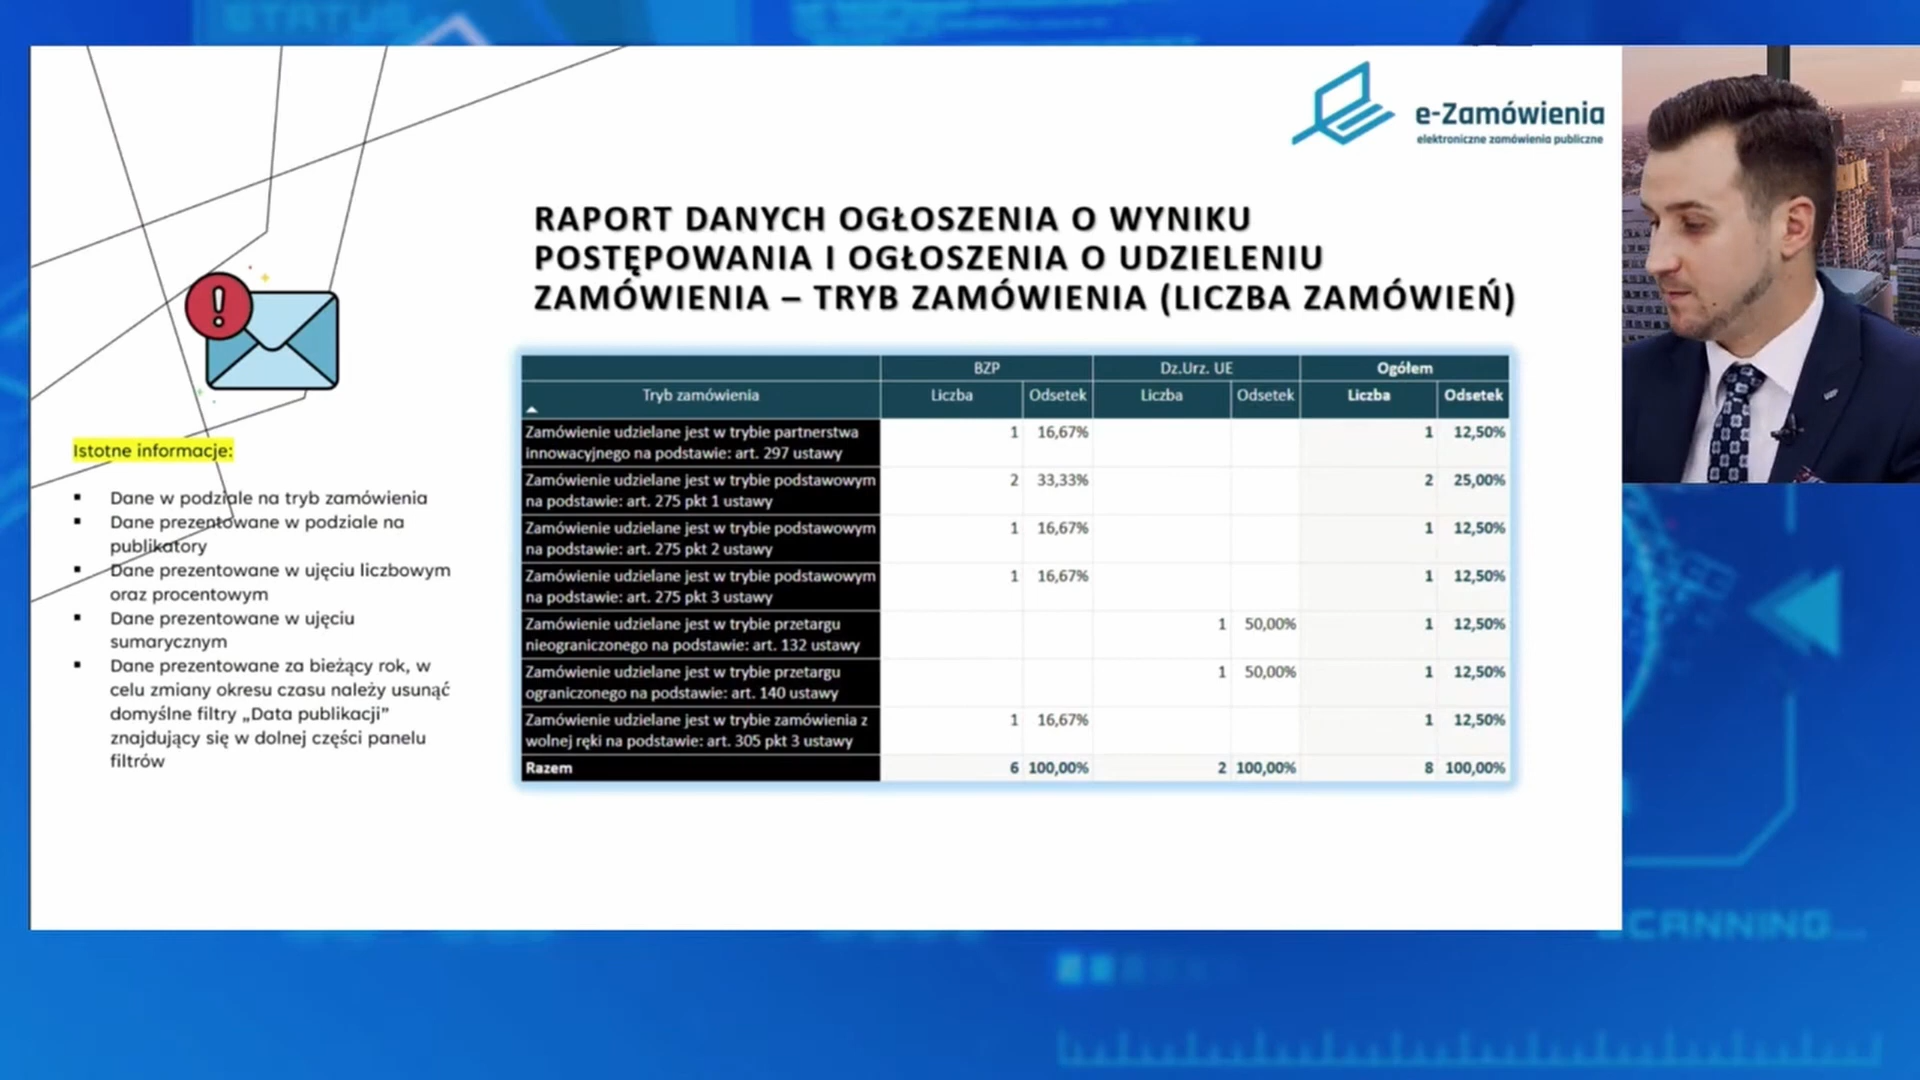 STATUS
e-Zamówienia
elektroniczne zamówienia publiczne
RAPORT DANYCH OGŁOSZENIA O WYNIKU
POSTĘPOWANIA I OGŁOSZENIA O UDZIELENIU
ZAMÓWIENIA – TRYB ZAMÓWIENIA (LICZBA ZAMÓWIEŃ)
Istotne informacje:
▪ Dane w podziale na tryb zamówienia
▪ Dane prezentowane w podziale na
publikatory
▪ Dane prezentowane w ujęciu liczbowym
oraz procentowym
▪ Dane prezentowane w ujęciu
sumarycznym
▪ Dane prezentowane za bieżący rok, w
celu zmiany okresu czasu należy usunąć
domyślne filtry „Data publikacji”
znajdujący się w dolnej części panelu
filtrów
BZP Dz.Urz. UE Ogółem
Tryb zamówienia Liczba Odsetek Liczba Odsetek Liczba Odsetek
Zamówienie udzielane jest w trybie partnerstwa 1 16,67% 1 12,50%
innowacyjnego na podstawie: art. 297 ustawy
Zamówienie udzielane jest w trybie podstawowym 2 33,33% 2 25,00%
na podstawie: art. 275 pkt 1 ustawy
Zamówienie udzielane jest w trybie podstawowym 1 16,67% 1 12,50%
na podstawie: art. 275 pkt 2 ustawy
Zamówienie udzielane jest w trybie podstawowym 1 16,67% 1 12,50%
na podstawie: art. 275 pkt 3 ustawy
Zamówienie udzielane jest w trybie przetargu 1 50,00% 1 12,50%
nieograniczonego na podstawie: art. 132 ustawy
Zamówienie udzielane jest w trybie przetargu 1 50,00% 1 12,50%
ograniczonego na podstawie: art. 140 ustawy
Zamówienie udzielane jest w trybie zamówienia z 1 16,67% 1 12,50%
wolnej ręki na podstawie: art. 305 pkt 3 ustawy
Razem 6 100,00% 2 100,00% 8 100,00%
SCANNING...